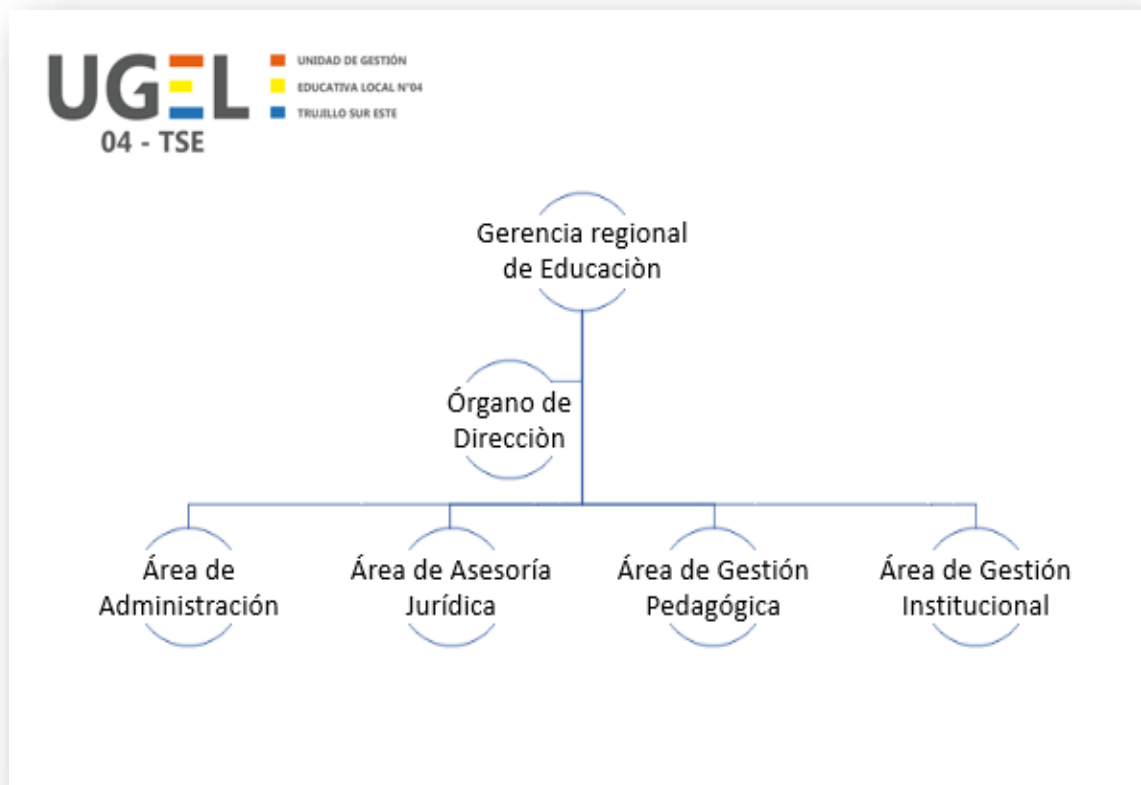 UGEL
04 - TSE
UNIDAD DE GESTIÓN
EDUCATIVA LOCAL N°04
TRUJILLO SUR ESTE
Gerencia regional
de Educaciòn
Órgano de
Direcciòn
Área de
Administración
Área de Asesoría
Jurídica
Área de Gestión
Pedagógica
Área de Gestión
Institucional